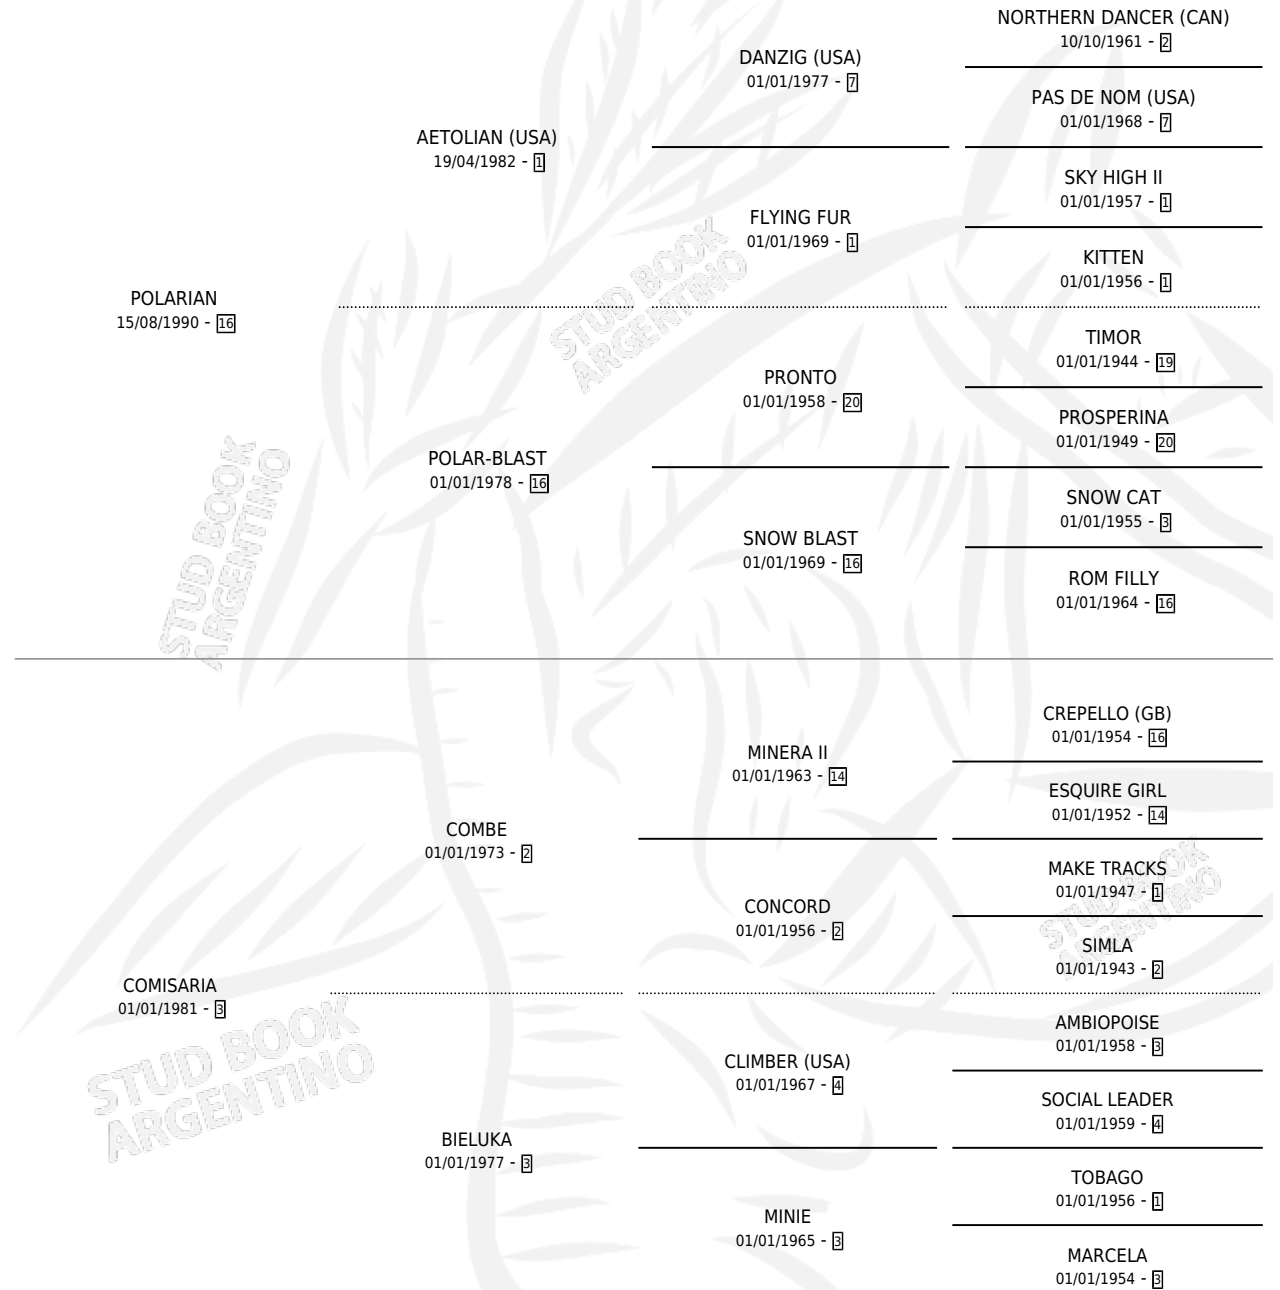 NORTHERN DANCER (CAN)
10/10/1961 - 2
DANZIG (USA)
01/01/1977 - 7
PAS DE NOM (USA)
01/01/1968 - 7
AETOLIAN (USA)
19/04/1982 - 1
SKY HIGH II
01/01/1957 - 1
FLYING FUR
01/01/1969 - 1
KITTEN
01/01/1956 - 1
POLARIAN
15/08/1990 - 16
TIMOR
01/01/1944 - 19
PRONTO
01/01/1958 - 20
PROSPERINA
01/01/1949 - 20
POLAR-BLAST
01/01/1978 - 16
SNOW CAT
01/01/1955 - 3
SNOW BLAST
01/01/1969 - 16
ROM FILLY
01/01/1964 - 16
CREPELLO (GB)
01/01/1954 - 16
MINERA II
01/01/1963 - 14
ESQUIRE GIRL
01/01/1952 - 14
COMBE
01/01/1973 - 2
MAKE TRACKS
01/01/1947 - 1
CONCORD
01/01/1956 - 2
SIMLA
01/01/1943 - 2
COMISARIA
01/01/1981 - 3
AMBIOPOISE
01/01/1958 - 3
CLIMBER (USA)
01/01/1967 - 4
SOCIAL LEADER
01/01/1959 - 4
BIELUKA
01/01/1977 - 3
TOBAGO
01/01/1956 - 1
MINIE
01/01/1965 - 3
MARCELA
01/01/1954 - 3
STUD BOOK
ARGENTINO
STUD BOOK
ARGENTINO
STUD BOOK
ARGENTINO
STUD BOOK
ARGENTINO